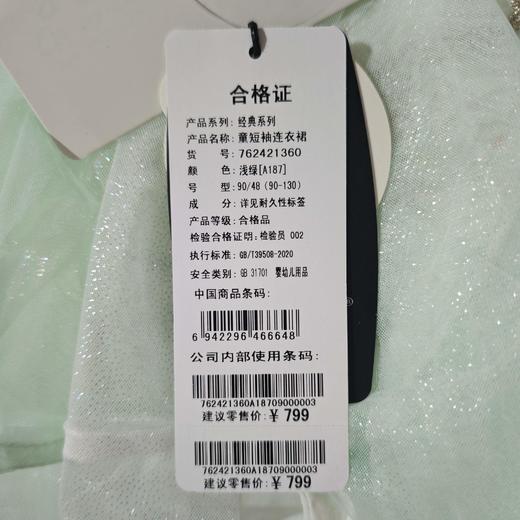 合格证
产品系列: 经典系列
产品名称: 童短袖连衣裙
货 号: 762421360
颜 色: 浅绿[A187]
号 型: 90/48 (90-130)
成 分: 详见耐久性标签
产品等级: 合格品
检验合格证明: 检验员 002
执行标准: GB/T39508-2020
安全类别: GB 31701 婴幼儿用品
中国商品条码:
6 942296 466648
公司内部使用条码:
762421360A18709000003
建议零售价: ¥ 799
762421360A18709000003
建议零售价: ¥ 799